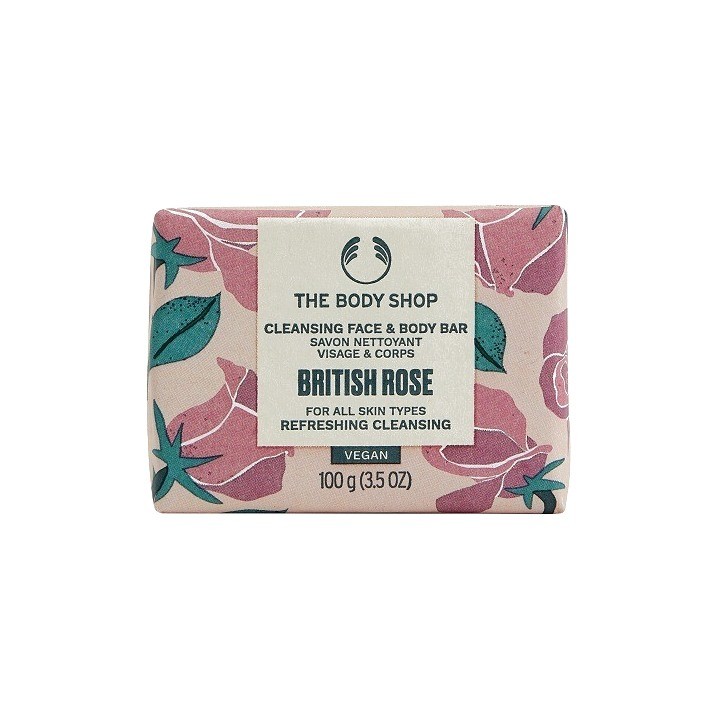 THE BODY SHOP
CLEANSING FACE & BODY BAR
SAVON NETTOYANT
VISAGE & CORPS
BRITISH ROSE
FOR ALL SKIN TYPES
REFRESHING CLEANSING
VEGAN
100 g (3.5 OZ)